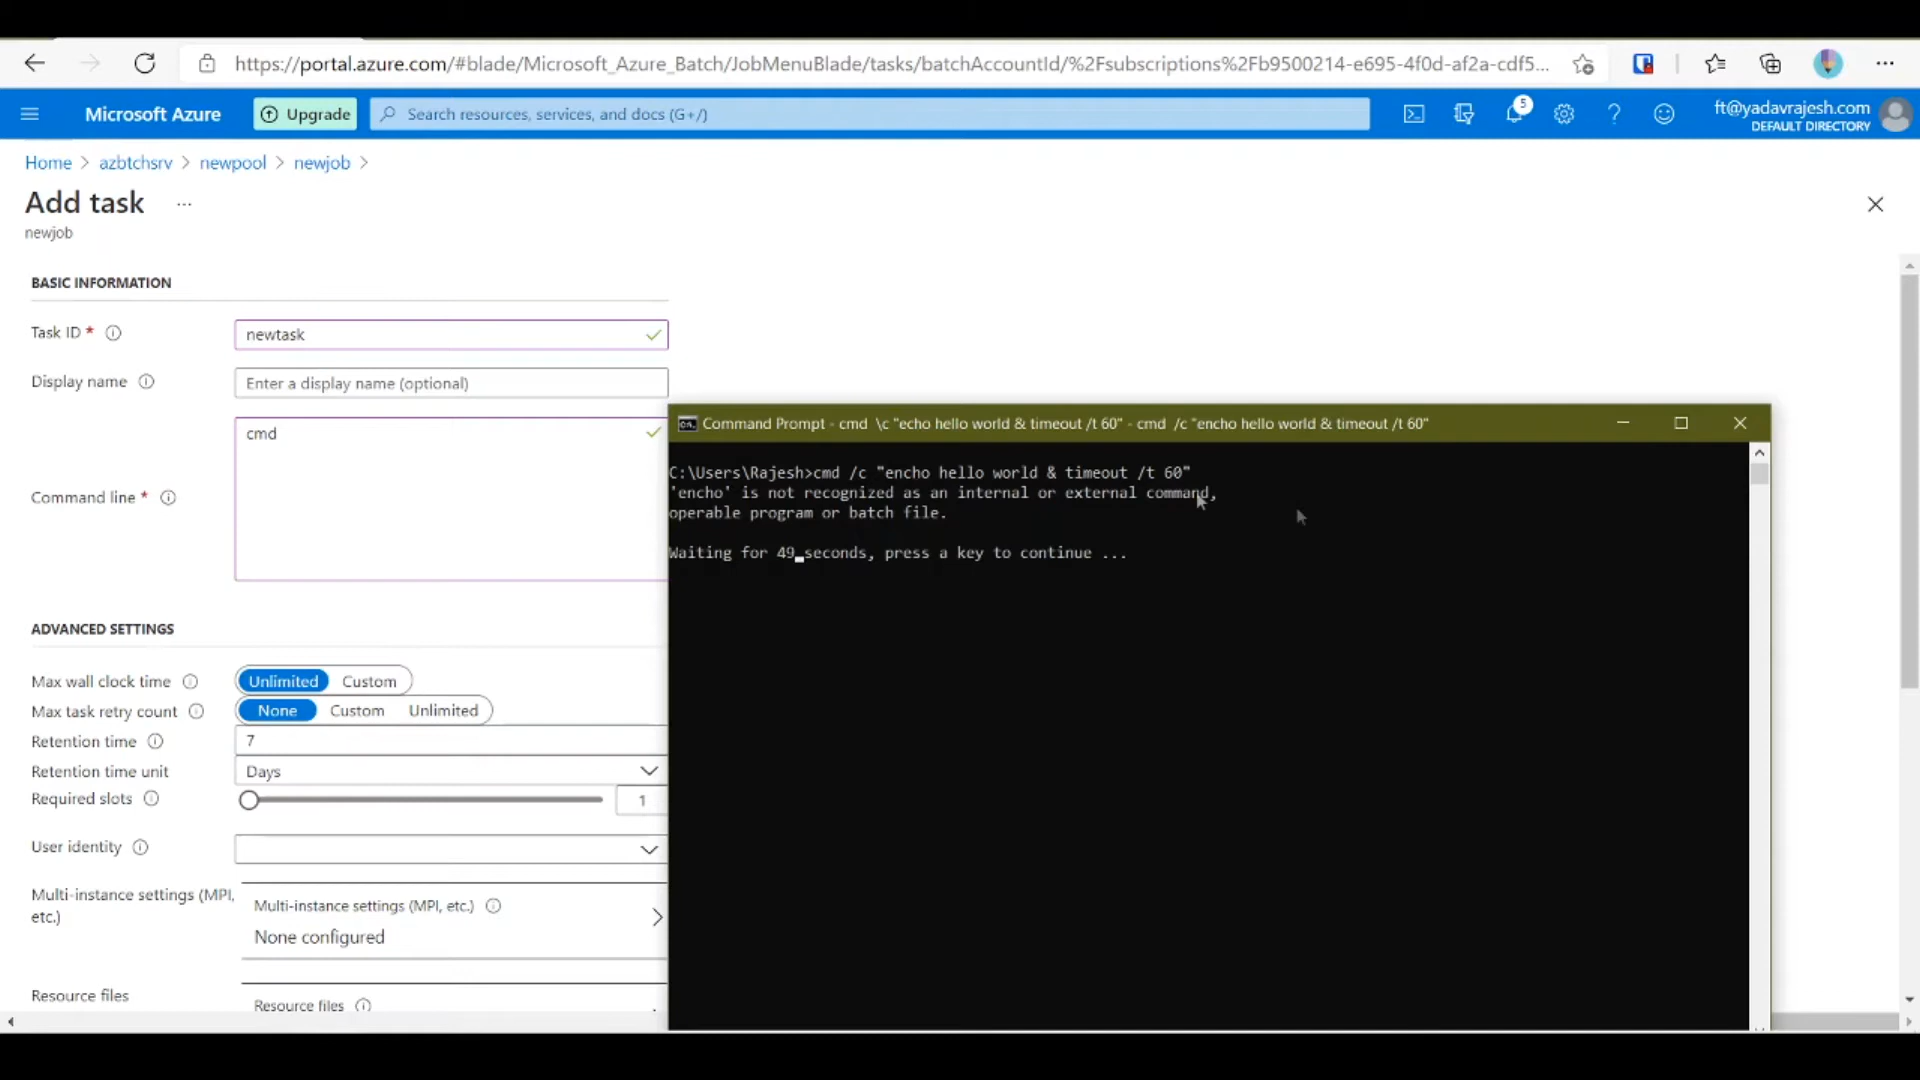 https://portal.azure.com/#blade/Microsoft_Azure_Batch/JobMenuBlade/tasks/batchAccountId/%2Fsubscriptions%2Fb9500214-e695-4f0d-af2a-cdf5...
Microsoft Azure
Upgrade
Search resources, services, and docs (G+/)
5
ft@yadavrajesh.com
DEFAULT DIRECTORY
Home > azbtchsrv > newpool > newjob >
Add task ...
newjob
BASIC INFORMATION
Task ID *
newtask
Display name
Enter a display name (optional)
Command line *
cmd
ADVANCED SETTINGS
Max wall clock time
Unlimited Custom
Max task retry count
None Custom Unlimited
Retention time
7
Retention time unit
Days
Required slots
1
User identity
Multi-instance settings (MPI,
etc.)
Multi-instance settings (MPI, etc.)
None configured
Resource files
Resource files
Command Prompt - cmd \c "echo hello world & timeout /t 60" - cmd /c "encho hello world & timeout /t 60"
C:\Users\Rajesh>cmd /c "encho hello world & timeout /t 60"
'encho' is not recognized as an internal or external command,
operable program or batch file.
Waiting for 49 seconds, press a key to continue ...